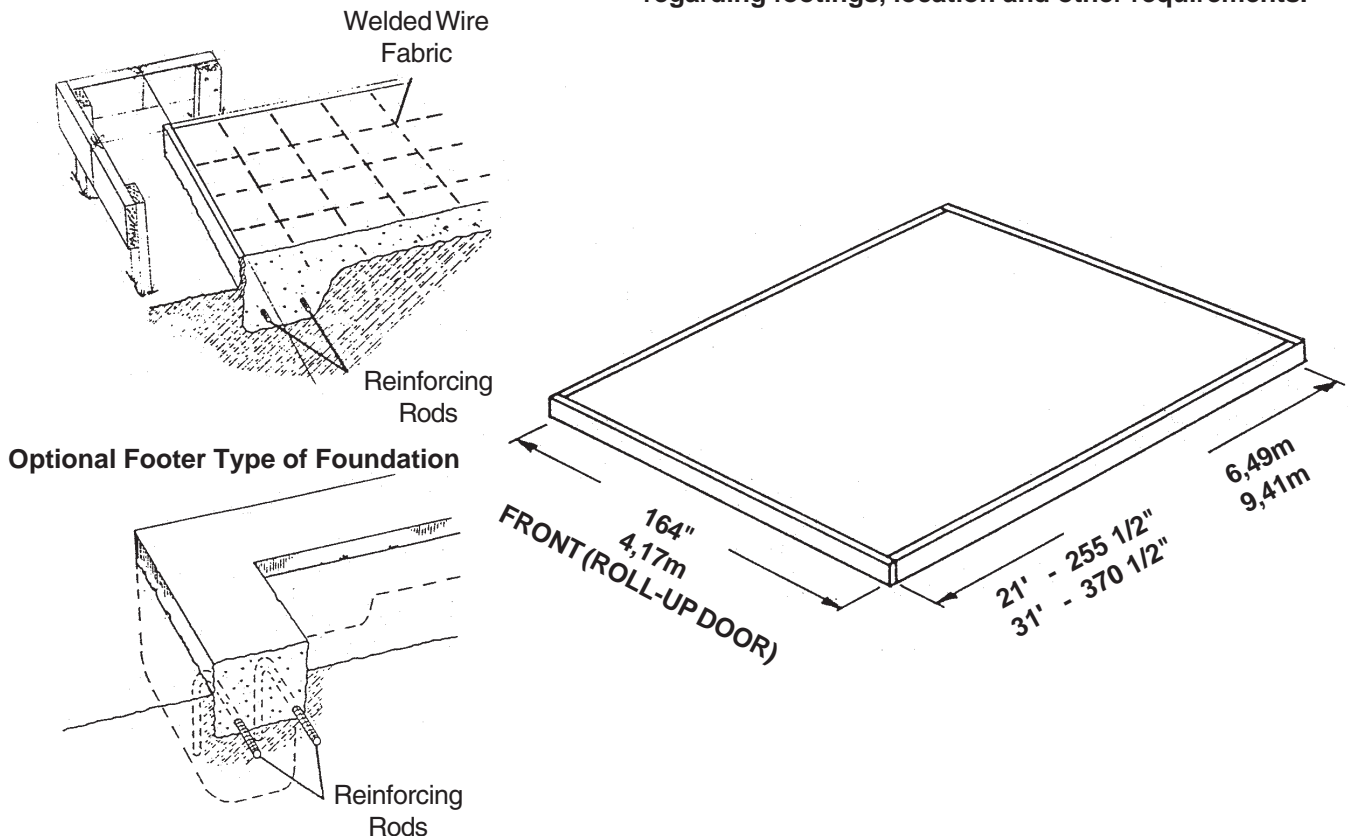 regarding footings, location and other requirements.
Welded Wire
Fabric
Reinforcing
Rods
Optional Footer Type of Foundation
164"
4,17m
FRONT (ROLL-UP DOOR)
6,49m
9,41m
21' - 255 1/2"
31' - 370 1/2"
Reinforcing
Rods